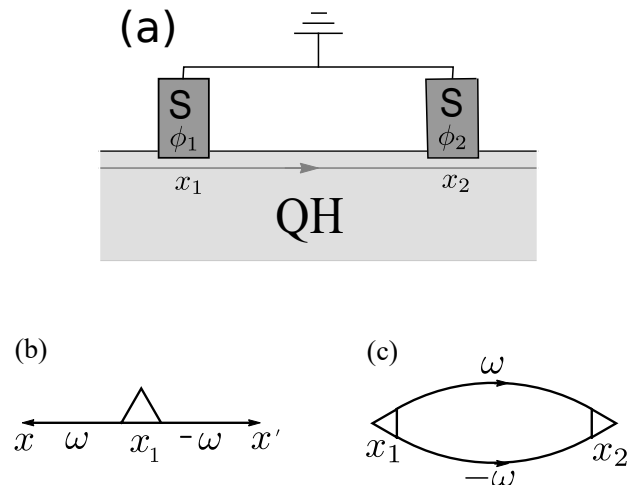 (a)
S S
ϕ₁ ϕ₂
x₁ x₂
QH
(b) (c)
ω
x ω x₁ -ω x′ x₁ x₂
−ω